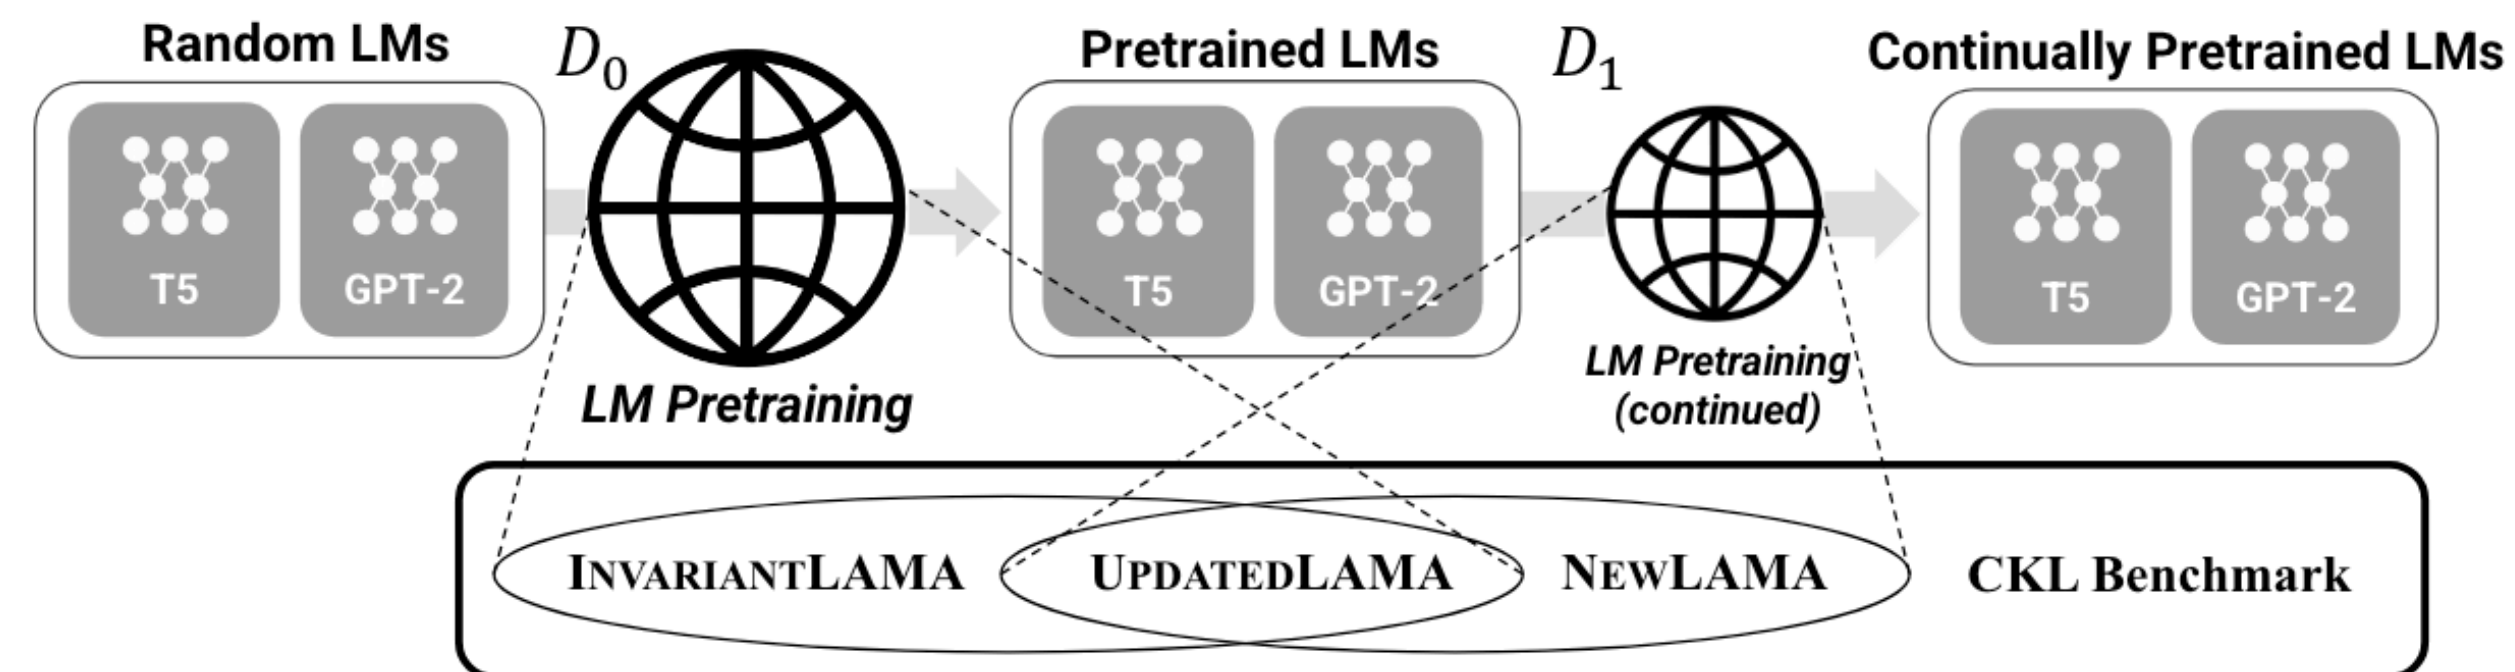 Random LMs
D0
Pretrained LMs
D1
Continually Pretrained LMs
T5
GPT-2
T5
GPT-2
T5
GPT-2
LM Pretraining
LM Pretraining
(continued)
INVARIANTLAMA
UPDATEDLAMA
NEWLAMA
CKL Benchmark